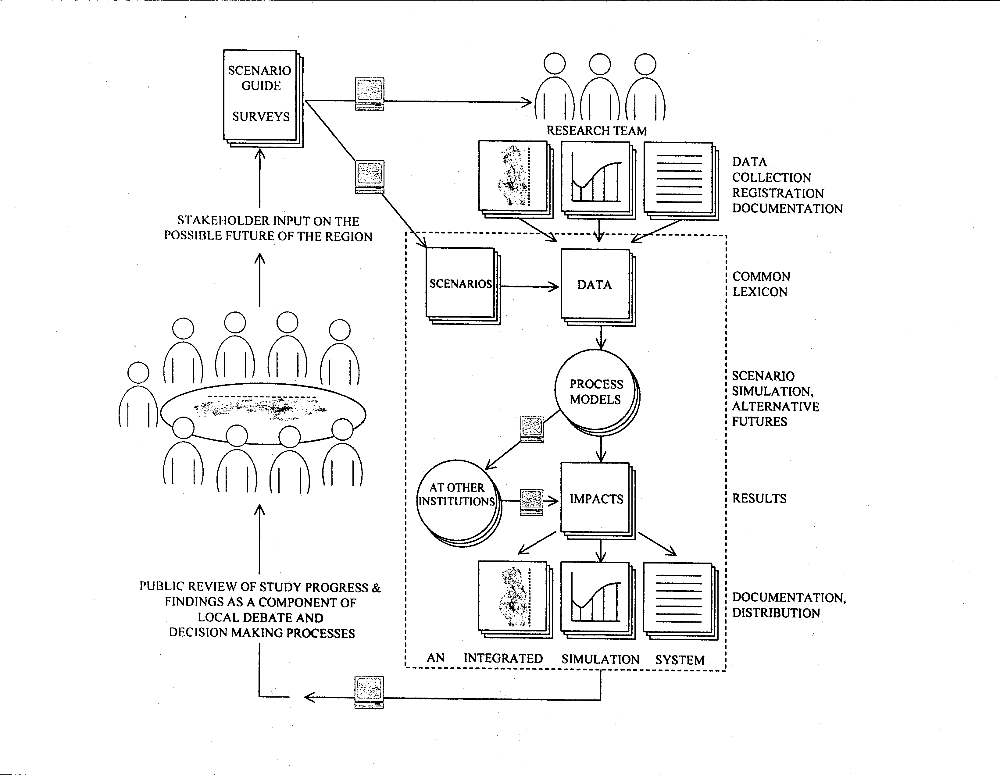 SCENARIO
GUIDE
SURVEYS
RESEARCH TEAM
DATA
COLLECTION
REGISTRATION
DOCUMENTATION
STAKEHOLDER INPUT ON THE
POSSIBLE FUTURE OF THE REGION
SCENARIOS
DATA
COMMON
LEXICON
PROCESS
MODELS
SCENARIO
SIMULATION,
ALTERNATIVE
FUTURES
AT OTHER
INSTITUTIONS
IMPACTS
RESULTS
PUBLIC REVIEW OF STUDY PROGRESS &
FINDINGS AS A COMPONENT OF
LOCAL DEBATE AND
DECISION MAKING PROCESSES
DOCUMENTATION,
DISTRIBUTION
AN INTEGRATED SIMULATION SYSTEM